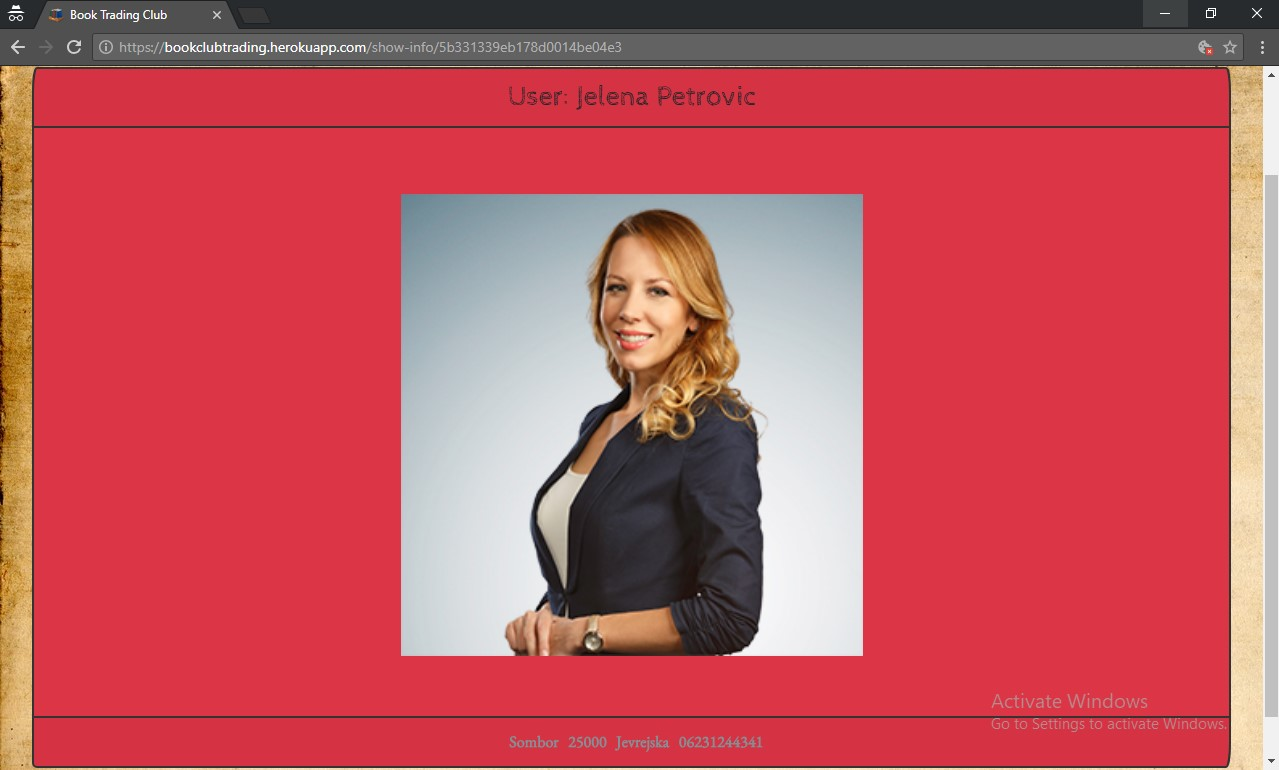 Book Trading Club
https://bookclubtrading.herokuapp.com/show-info/5b331339eb178d0014be04e3
User: Jelena Petrovic
Activate Windows
Go to Settings to activate Windows.
Sombor 25000 Jevrejska 06231244341